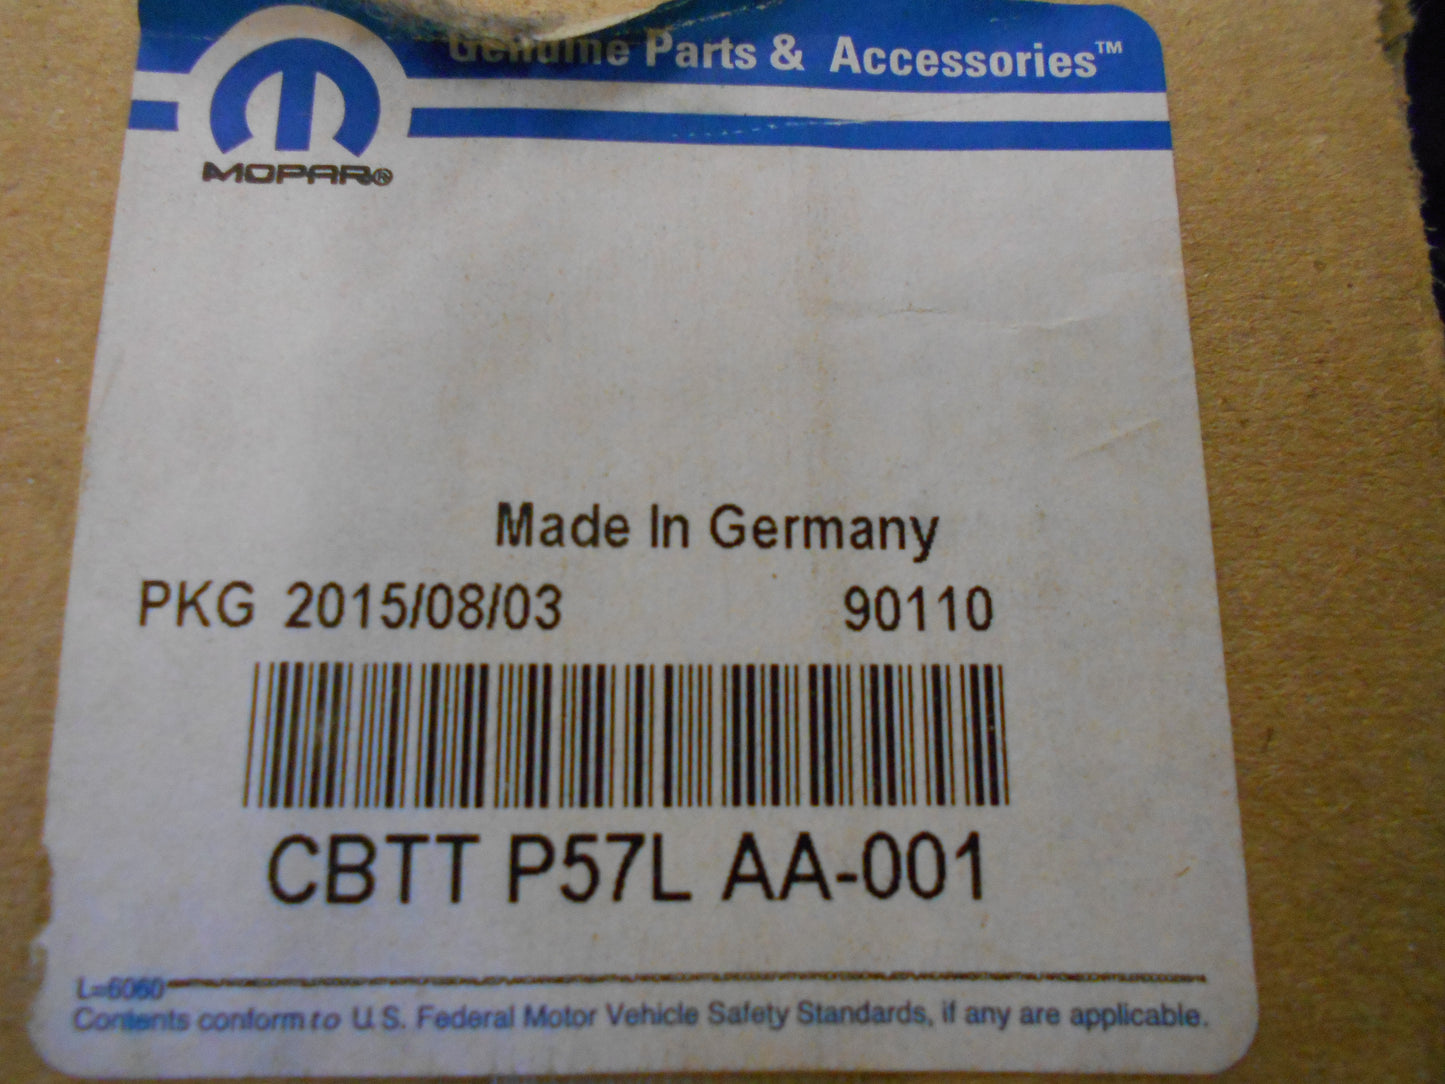 Genuine Parts & Accessories™
MOPAR®
Made In Germany
PKG 2015/08/03 90110
CBTT P57L AA-001
L=6060
Contents conform to U.S. Federal Motor Vehicle Safety Standards, if any are applicable.